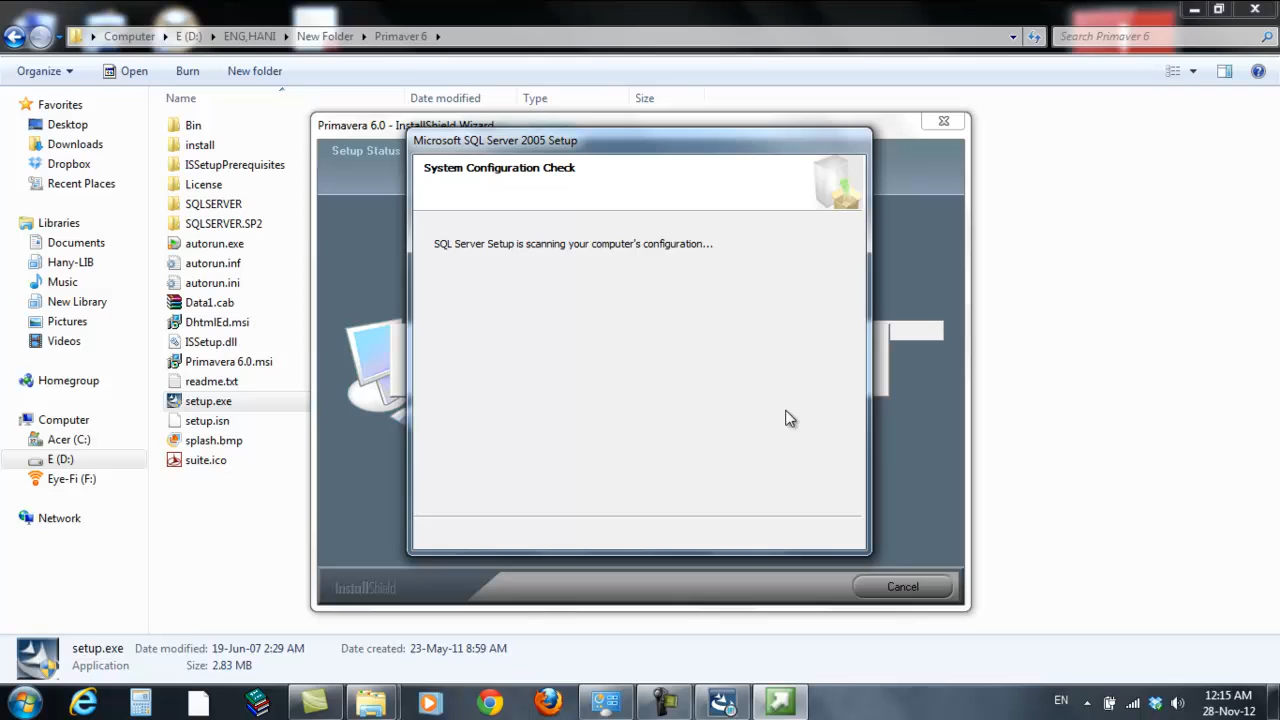 Computer E (D:) ENG,HANI New Folder Primaver 6
Search Primaver 6
Organize Open Burn New folder
Name Date modified Type Size
Favorites
Desktop
Downloads
Dropbox
Recent Places
Libraries
Documents
Hany-LIB
Music
New Library
Pictures
Videos
Homegroup
Computer
Acer (C:)
E (D:)
Eye-Fi (F:)
Network
Bin
install
ISSetupPrerequisites
License
SQLSERVER
SQLSERVER.SP2
autorun.exe
autorun.inf
autorun.ini
Data1.cab
DhtmlEd.msi
ISSetup.dll
Primavera 6.0.msi
readme.txt
setup.exe
setup.isn
splash.bmp
suite.ico
Primavera 6.0 - InstallShield Wizard
Setup Status
Microsoft SQL Server 2005 Setup
System Configuration Check
SQL Server Setup is scanning your computer's configuration...
InstallShield
Cancel
setup.exe Date modified: 19-Jun-07 2:29 AM Date created: 23-May-11 8:59 AM
Application Size: 2.83 MB
EN
12:15 AM
28-Nov-12